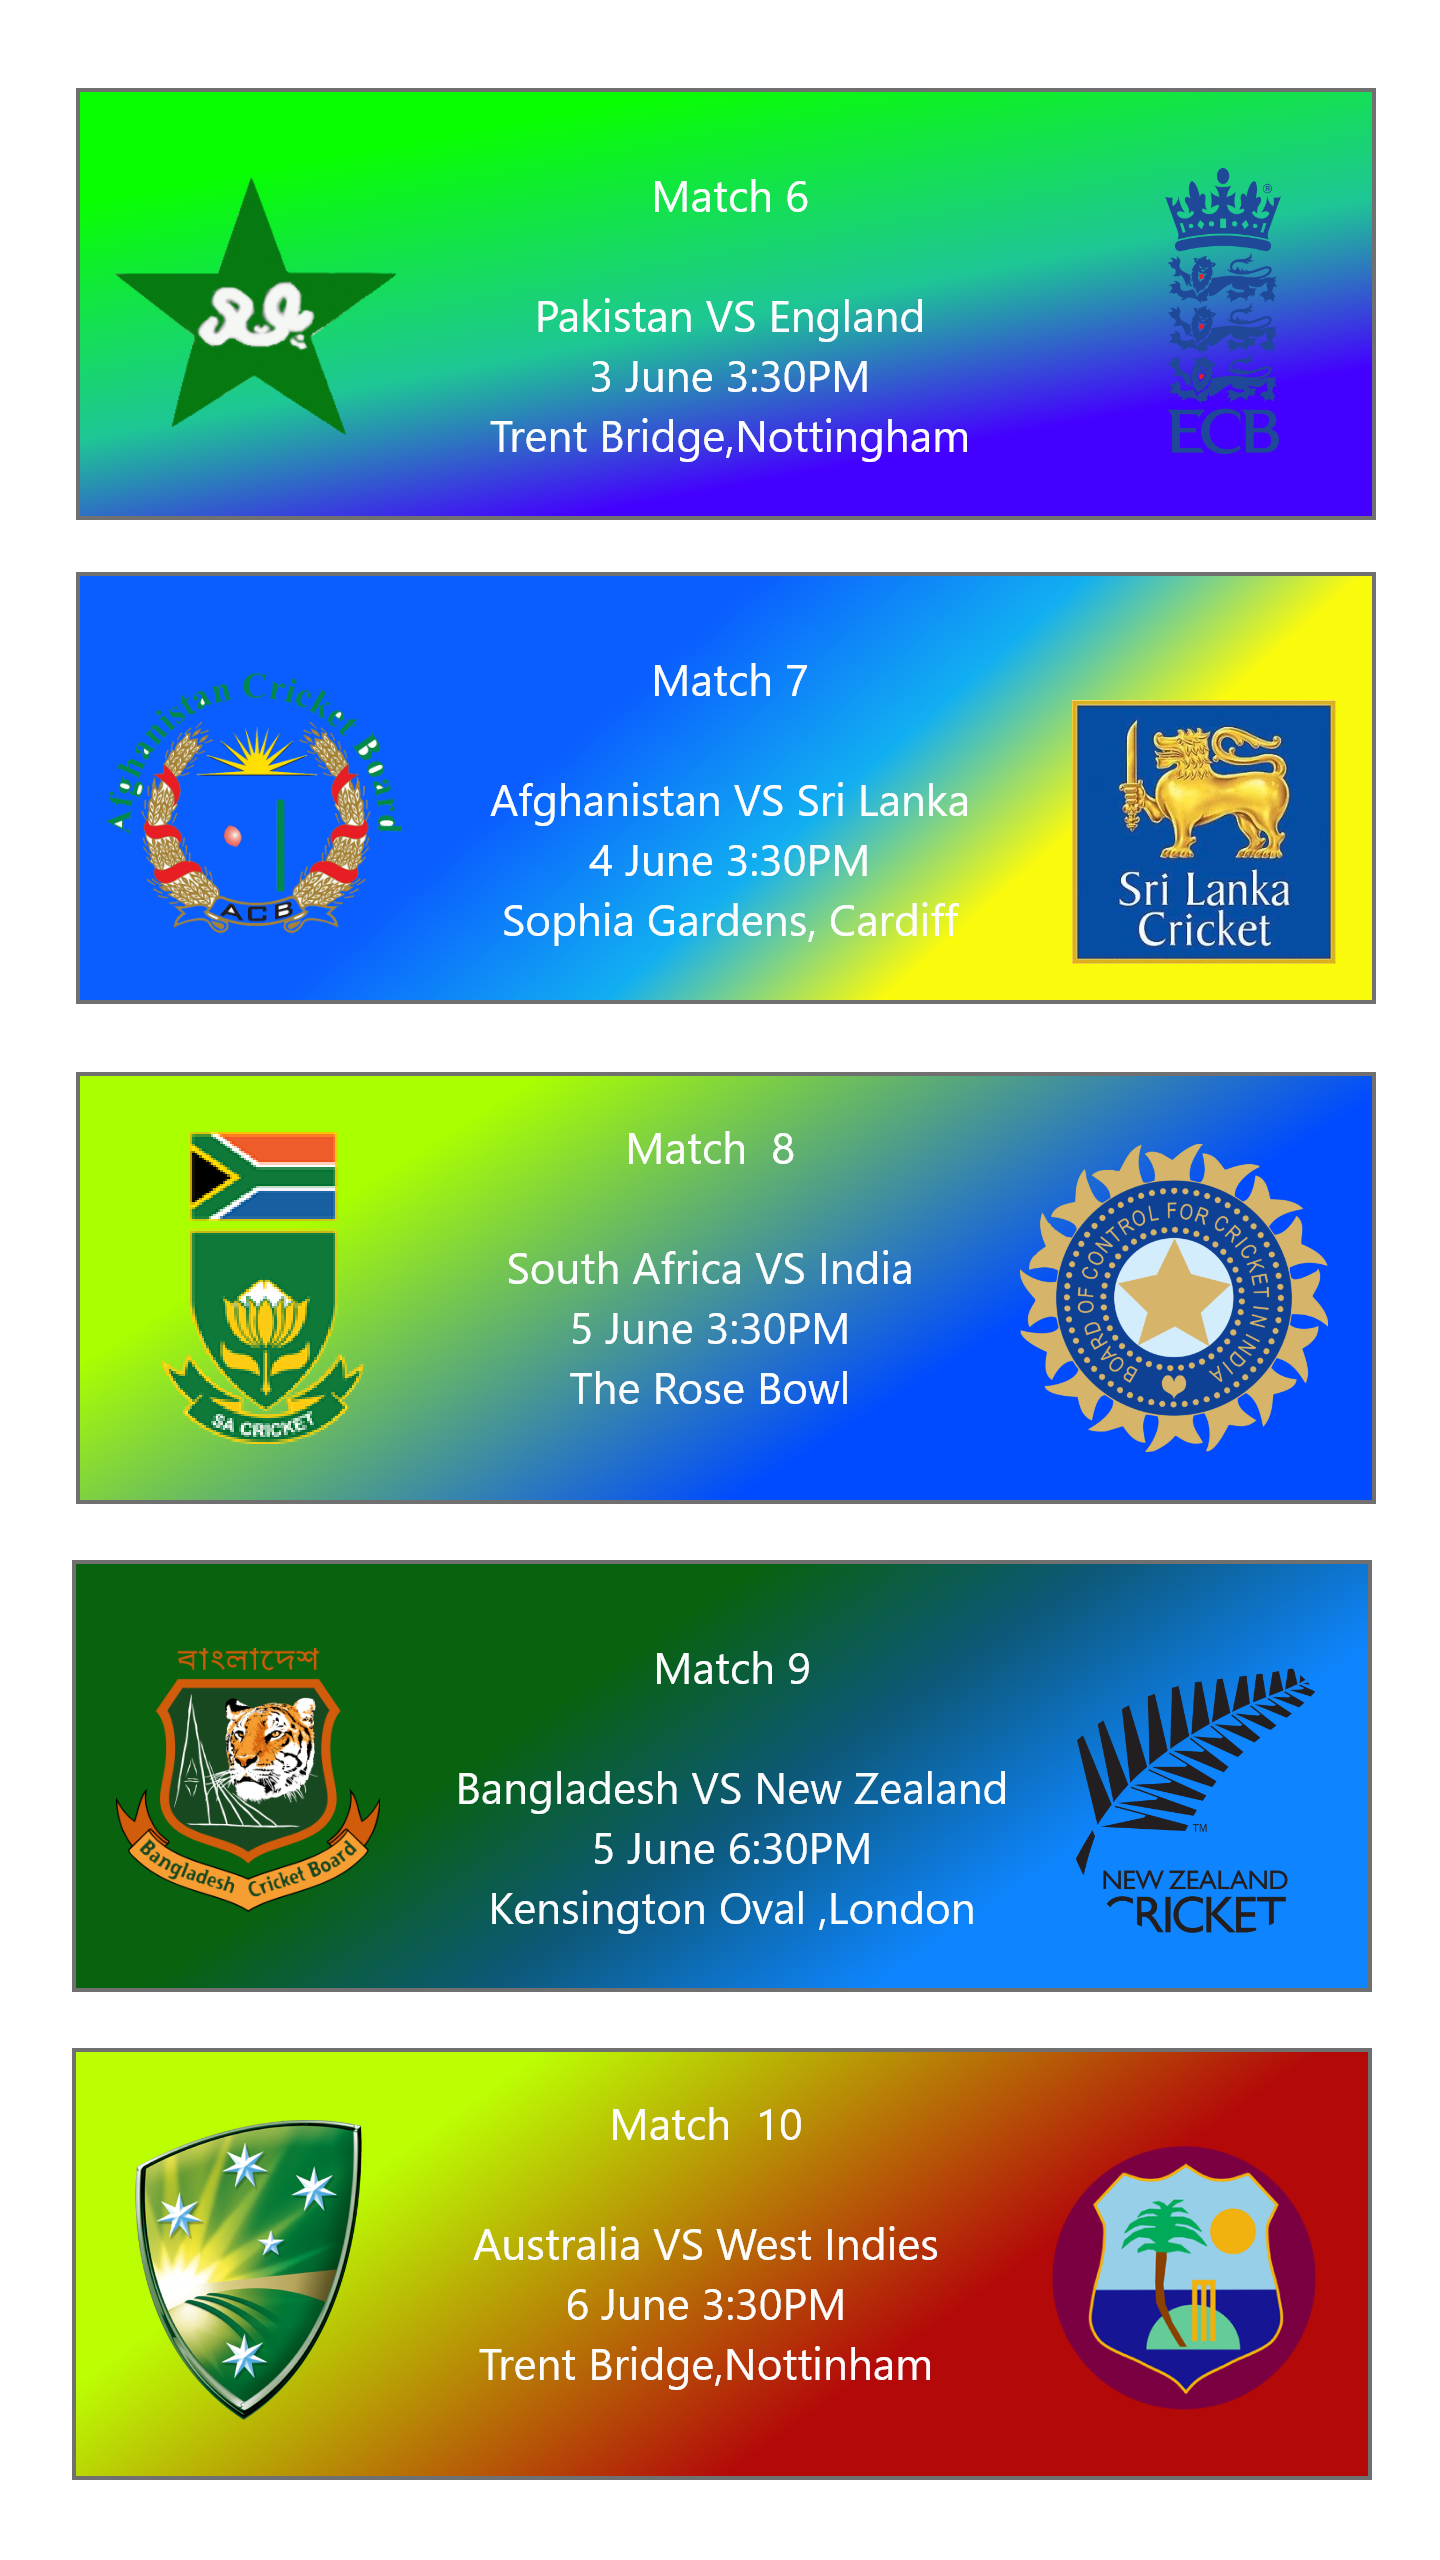 Match 6
Pakistan VS England
3 June 3:30PM
Trent Bridge,Nottingham
®
ECB
Match 7
Afghanistan Cricket Board
ACB
Afghanistan VS Sri Lanka
4 June 3:30PM
Sophia Gardens, Cardiff
Sri Lanka
Cricket
Match  8
South Africa VS India
5 June 3:30PM
The Rose Bowl
SA CRICKET
BOARD OF CONTROL FOR CRICKET IN INDIA
Match 9
বাংলাদেশ
Bangladesh Cricket Board
Bangladesh VS New Zealand
5 June 6:30PM
Kensington Oval ,London
TM
NEW ZEALAND
CRICKET
Match  10
Australia VS West Indies
6 June 3:30PM
Trent Bridge,Nottinham